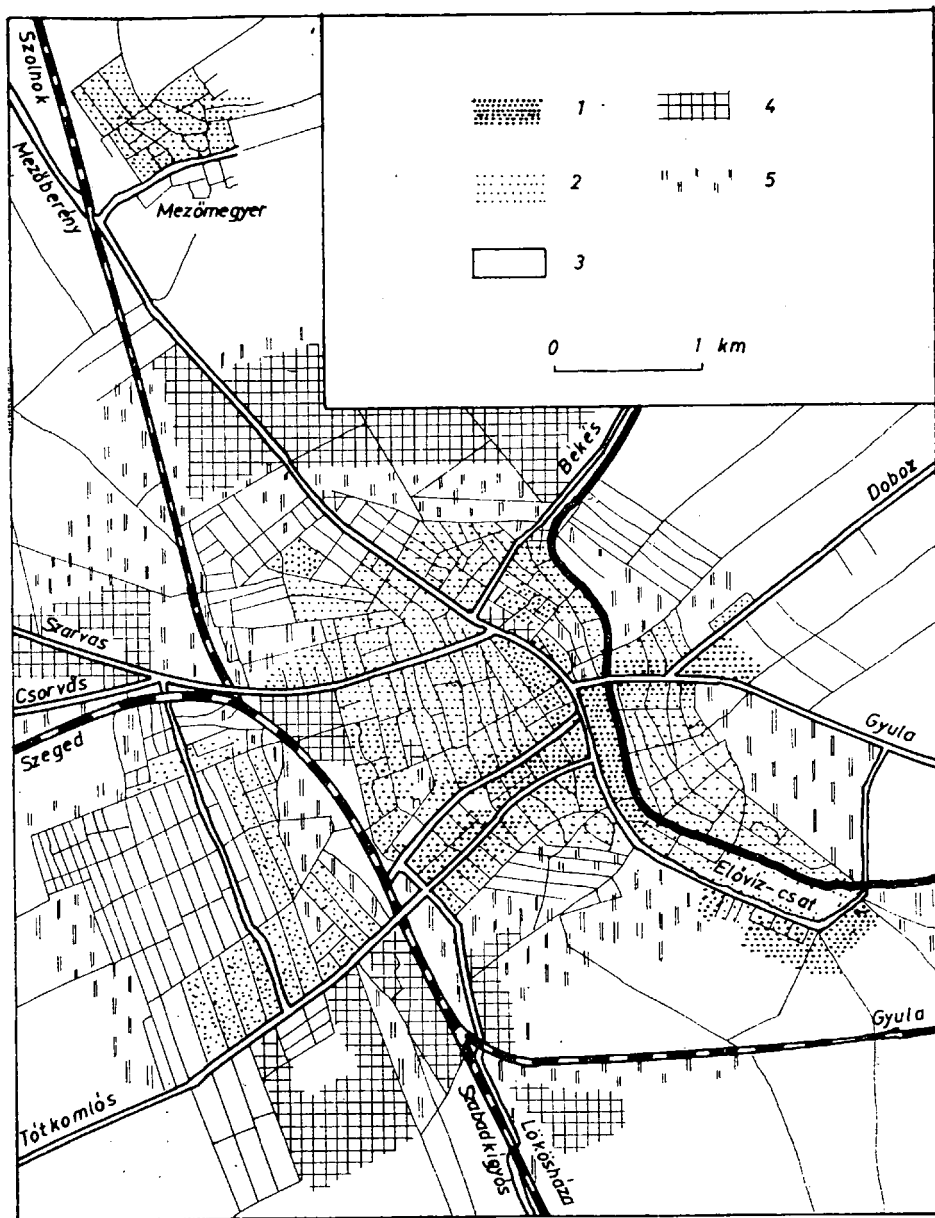 Szolnok
Mezőberény
Mezőmegyer
1
2
3
4
5
0 1 km
Békés
Doboz
Szarvas
Csorvás
Szeged
Gyula
Élőviz-csat.
Gyula
Tótkomlós
Szabadkígyós
Lőkösháza